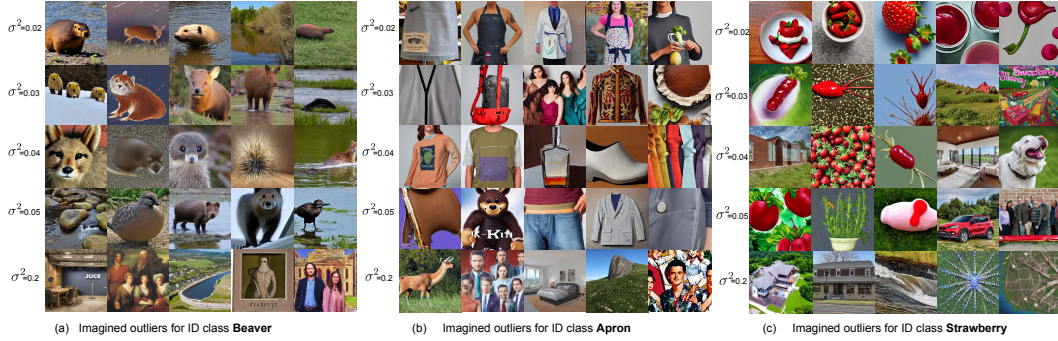 σ²=0.02
σ²=0.03
σ²=0.04
σ²=0.05
σ²=0.2
JUCE
(a) Imagined outliers for ID class Beaver
σ²=0.02
σ²=0.03
σ²=0.04
σ²=0.05
σ²=0.2
(b) Imagined outliers for ID class Apron
σ²=0.02
σ²=0.03
σ²=0.04
σ²=0.05
σ²=0.2
(c) Imagined outliers for ID class Strawberry